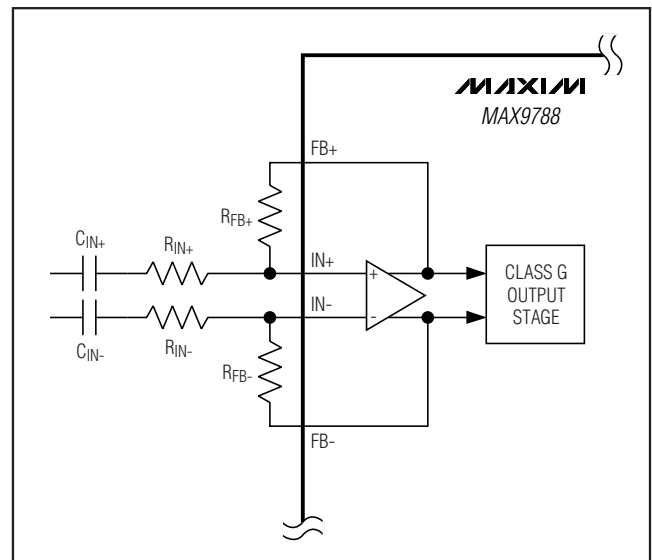 MAXIM
MAX9788
FB+
RFB+
CIN+
RIN+
IN+
+
CLASS G
OUTPUT
STAGE
IN-
-
CIN-
RIN-
RFB-
FB-